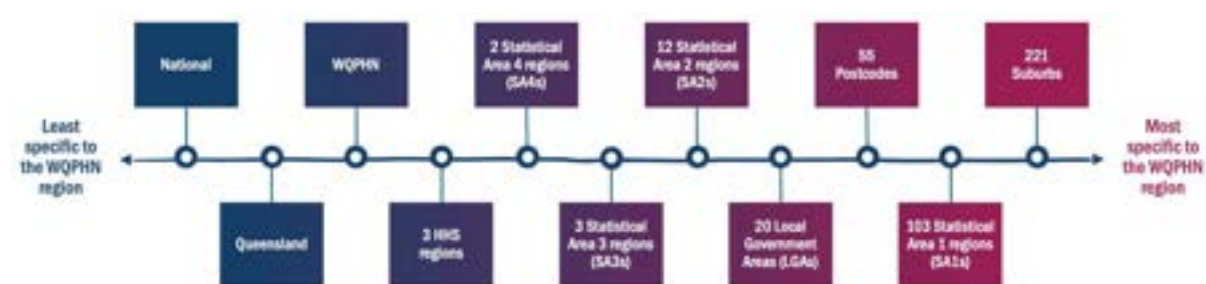 National
WQPHN
2 Statistical
Area 4 regions
(SA4s)
12 Statistical
Area 2 regions
(SA2s)
55
Postcodes
221
Suburbs
Least
specific to
the WQPHN
region
Most
specific to
the WQPHN
region
Queensland
3 HHS
regions
3 Statistical
Area 3 regions
(SA3s)
20 Local
Government
Areas (LGAs)
103 Statistical
Area 1 regions
(SA1s)